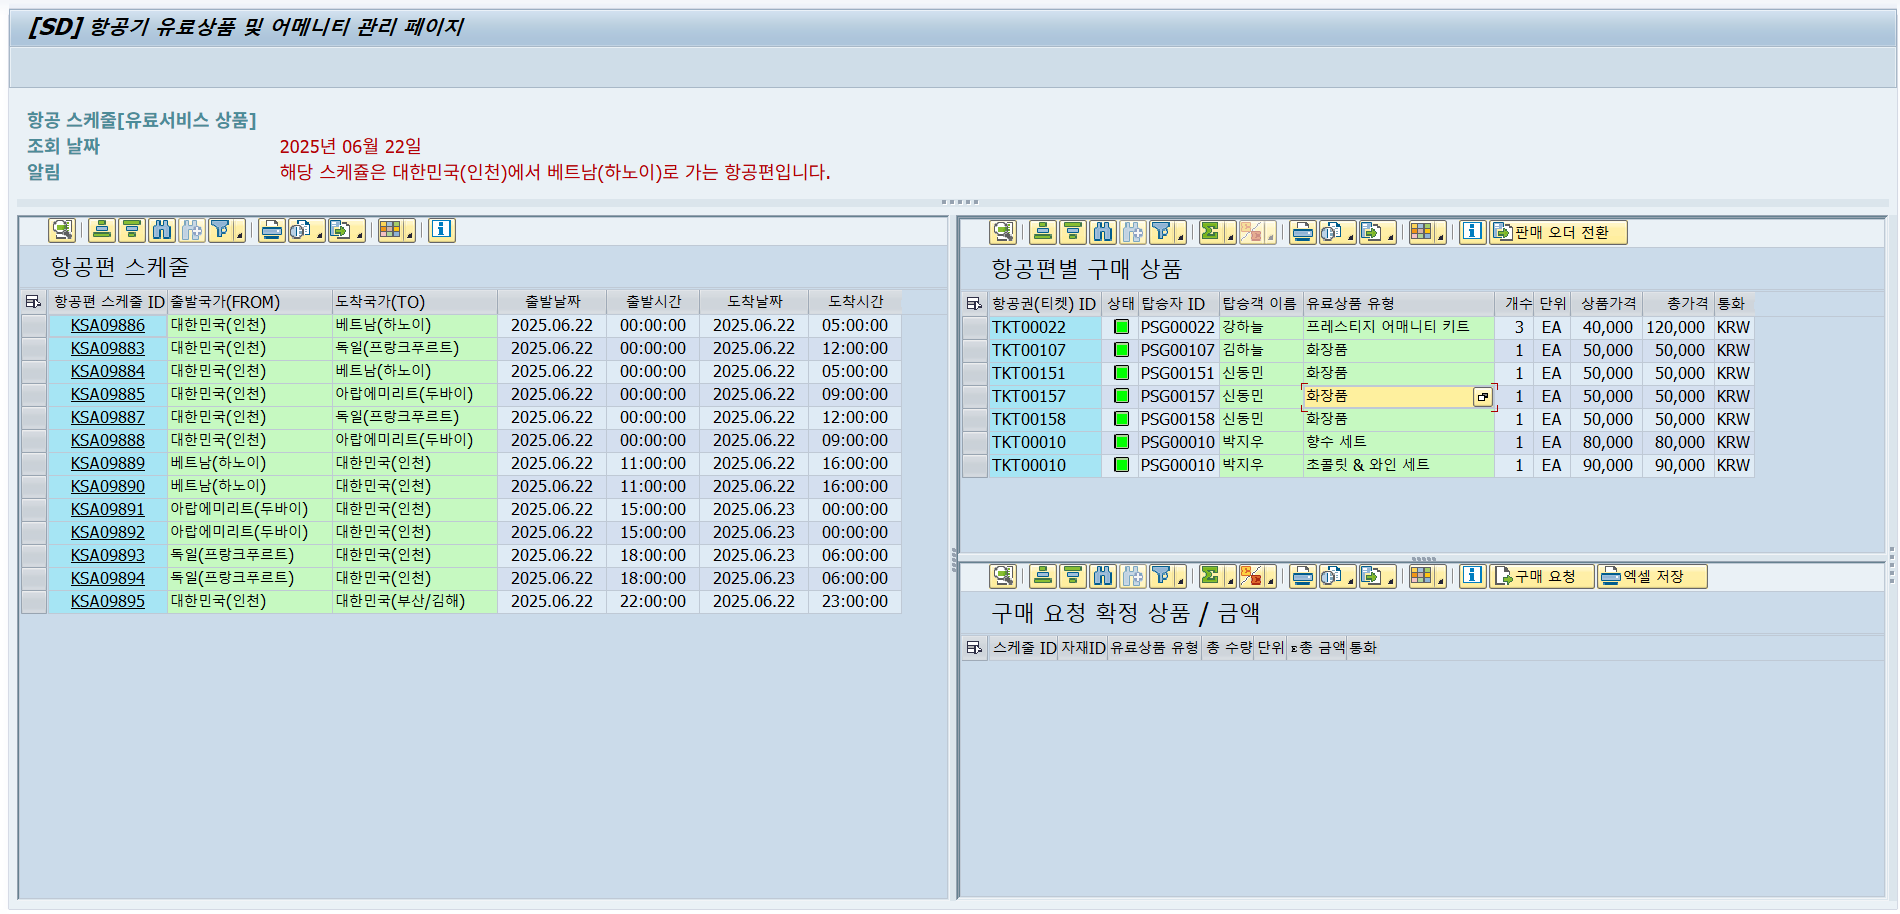 [SD] 항공기 유료상품 및 어메니티 관리 페이지
항공 스케줄[유료서비스 상품]
조회 날짜 2025년 06월 22일
알림 해당 스케줄은 대한민국(인천)에서 베트남(하노이)로 가는 항공편입니다.
항공편 스케줄
항공편 스케줄 ID 출발국가(FROM) 도착국가(TO) 출발날짜 출발시간 도착날짜 도착시간
KSA09886 대한민국(인천) 베트남(하노이) 2025.06.22 00:00:00 2025.06.22 05:00:00
KSA09883 대한민국(인천) 독일(프랑크푸르트) 2025.06.22 00:00:00 2025.06.22 12:00:00
KSA09884 대한민국(인천) 베트남(하노이) 2025.06.22 00:00:00 2025.06.22 05:00:00
KSA09885 대한민국(인천) 아랍에미리트(두바이) 2025.06.22 00:00:00 2025.06.22 09:00:00
KSA09887 대한민국(인천) 독일(프랑크푸르트) 2025.06.22 00:00:00 2025.06.22 12:00:00
KSA09888 대한민국(인천) 아랍에미리트(두바이) 2025.06.22 00:00:00 2025.06.22 09:00:00
KSA09889 베트남(하노이) 대한민국(인천) 2025.06.22 11:00:00 2025.06.22 16:00:00
KSA09890 베트남(하노이) 대한민국(인천) 2025.06.22 11:00:00 2025.06.22 16:00:00
KSA09891 아랍에미리트(두바이) 대한민국(인천) 2025.06.22 15:00:00 2025.06.23 00:00:00
KSA09892 아랍에미리트(두바이) 대한민국(인천) 2025.06.22 15:00:00 2025.06.23 00:00:00
KSA09893 독일(프랑크푸르트) 대한민국(인천) 2025.06.22 18:00:00 2025.06.23 06:00:00
KSA09894 독일(프랑크푸르트) 대한민국(인천) 2025.06.22 18:00:00 2025.06.23 06:00:00
KSA09895 대한민국(인천) 대한민국(부산/김해) 2025.06.22 22:00:00 2025.06.22 23:00:00
판매 오더 전환
항공편별 구매 상품
항공권(티켓) ID 상태 탑승자 ID 탑승객 이름 유료상품 유형 개수 단위 상품가격 총가격 통화
TKT00022 PSG00022 강하늘 프레스티지 어매니티 키트 3 EA 40,000 120,000 KRW
TKT00107 PSG00107 김하늘 화장품 1 EA 50,000 50,000 KRW
TKT00151 PSG00151 신동민 화장품 1 EA 50,000 50,000 KRW
TKT00157 PSG00157 신동민 화장품 1 EA 50,000 50,000 KRW
TKT00158 PSG00158 신동민 화장품 1 EA 50,000 50,000 KRW
TKT00010 PSG00010 박지우 향수 세트 1 EA 80,000 80,000 KRW
TKT00010 PSG00010 박지우 초콜릿 & 와인 세트 1 EA 90,000 90,000 KRW
구매 요청 엑셀 저장
구매 요청 확정 상품 / 금액
스케줄 ID 자재ID 유료상품 유형 총 수량 단위 Σ총 금액 통화